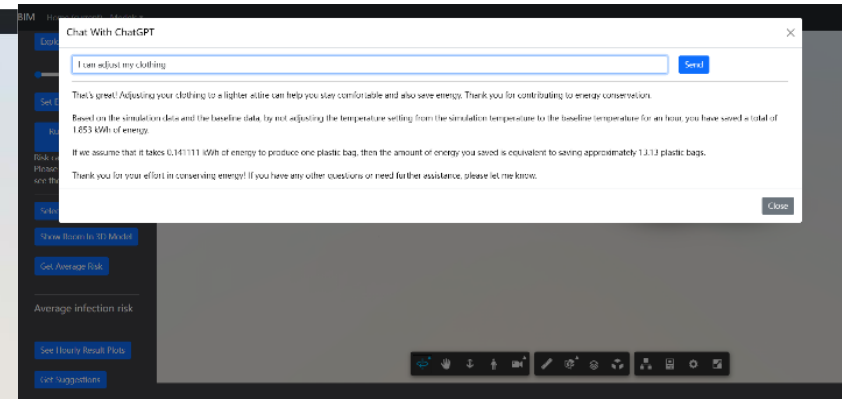 BIM
Chat With ChatGPT
I can adjust my clothing
Send
That's great! Adjusting your clothing to a lighter attire can help you stay comfortable and also save energy. Thank you for contributing to energy conservation.
Based on the simulation data and the baseline data, by not adjusting the temperature setting from the simulation temperature to the baseline temperature for an hour, you have saved a total of
1.853 kWh of energy.
If we assume that it takes 0.141111 kWh of energy to produce one plastic bag, then the amount of energy you saved is equivalent to saving approximately 13.13 plastic bags.
Thank you for your effort in conserving energy! If you have any other questions or need further assistance, please let me know.
Close
Show Room In 3D Model
Get Average Risk
Average infection risk
See Hourly Result Plots
Get Suggestions